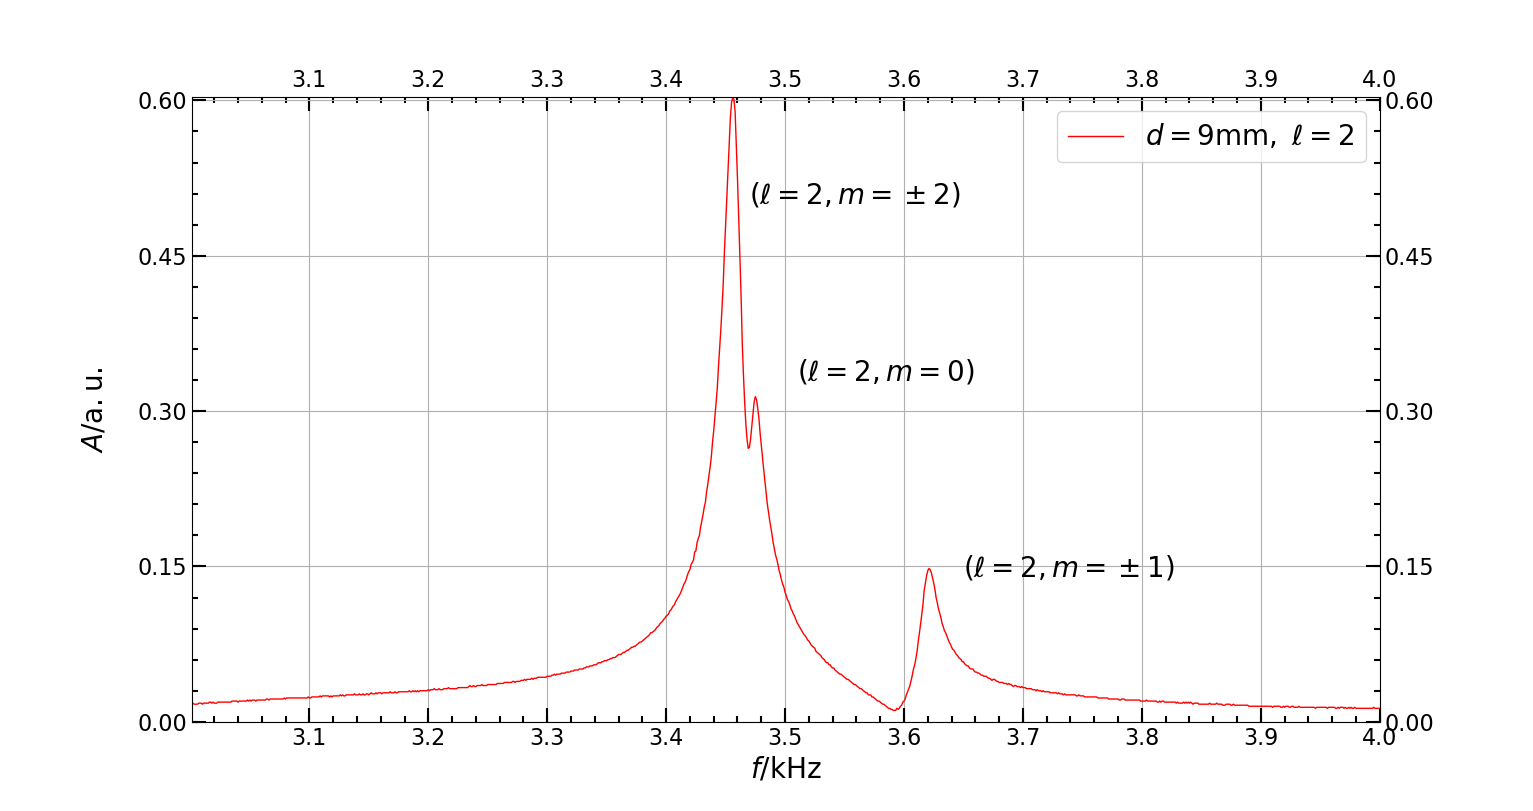 3.1 3.2 3.3 3.4 3.5 3.6 3.7 3.8 3.9 4.0
0.60 0.60
d = 9mm, ℓ = 2
(ℓ = 2, m = ±2)
0.45 0.45
(ℓ = 2, m = 0)
A/a. u.
0.30 0.30
0.15 0.15
(ℓ = 2, m = ±1)
0.00 0.00
3.1 3.2 3.3 3.4 3.5 3.6 3.7 3.8 3.9 4.0
f/kHz